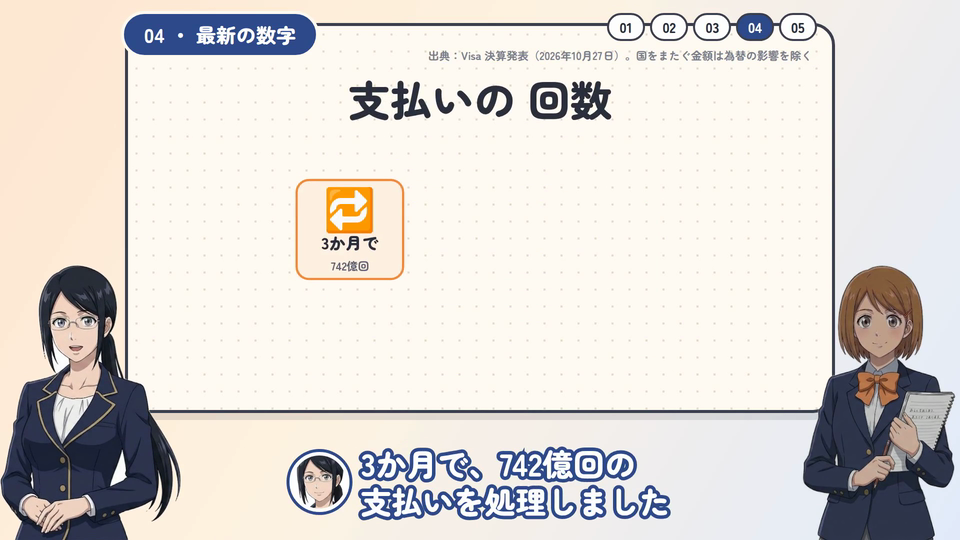 04 ・ 最新の数字
01 02 03 04 05
出典：Visa 決算発表（2026年10月27日）。国をまたぐ金額は為替の影響を除く
支払いの 回数
3か月で
742億回
3か月で、742億回の
支払いを処理しました